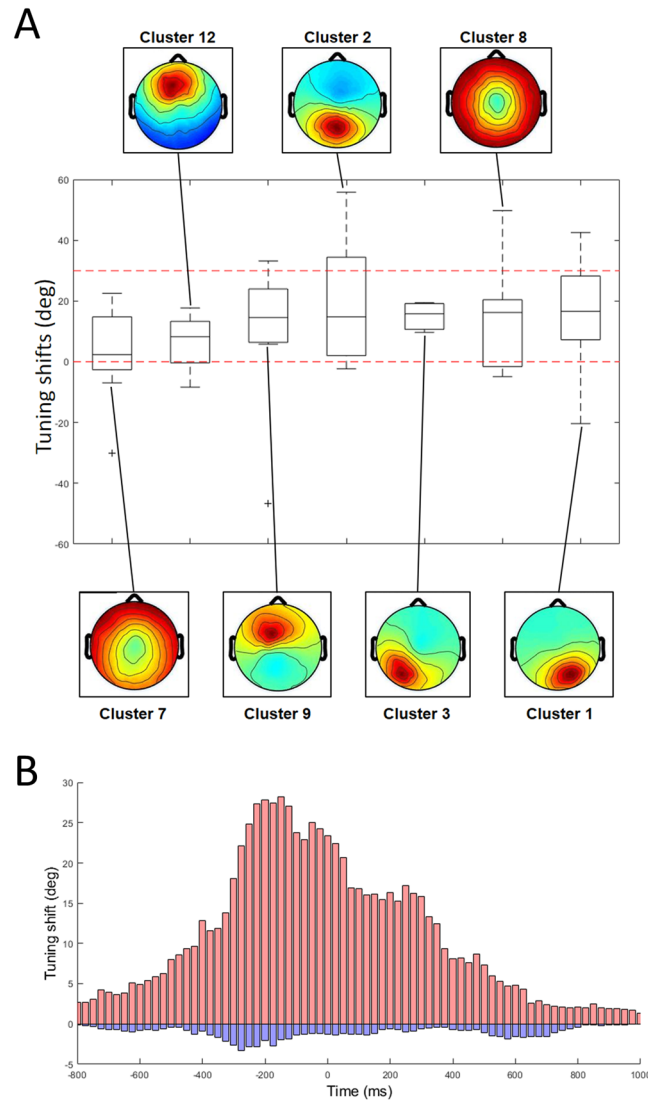 A
Cluster 12
Cluster 2
Cluster 8
Tuning shifts (deg)
60
40
20
0
-20
-40
-60
Cluster 7
Cluster 9
Cluster 3
Cluster 1
B
Tuning shift (deg)
30
25
20
15
10
5
0
-5
-800
-600
-400
-200
0
200
400
600
800
1000
Time (ms)